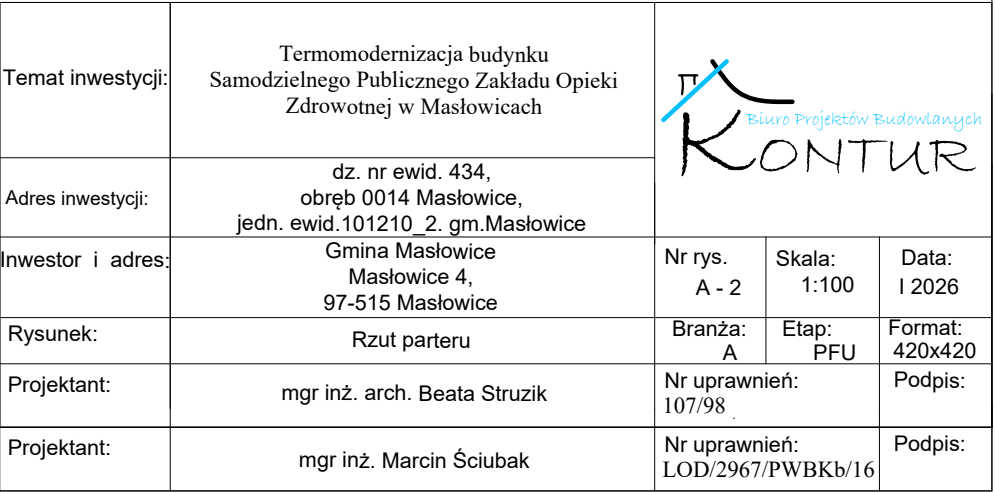 Temat inwestycji:
Termomodernizacja budynku
Samodzielnego Publicznego Zakładu Opieki
Zdrowotnej w Masłowicach
Biuro Projektów Budowlanych
KONTUR
Adres inwestycji:
dz. nr ewid. 434,
obręb 0014 Masłowice,
jedn. ewid.101210_2. gm.Masłowice
Inwestor i adres:
Gmina Masłowice
Masłowice 4,
97-515 Masłowice
Nr rys.
A - 2
Skala:
1:100
Data:
I 2026
Rysunek:
Rzut parteru
Branża:
A
Etap:
PFU
Format:
420x420
Projektant:
mgr inż. arch. Beata Struzik
Nr uprawnień:
107/98
Podpis:
Projektant:
mgr inż. Marcin Ściubak
Nr uprawnień:
LOD/2967/PWBKb/16
Podpis: